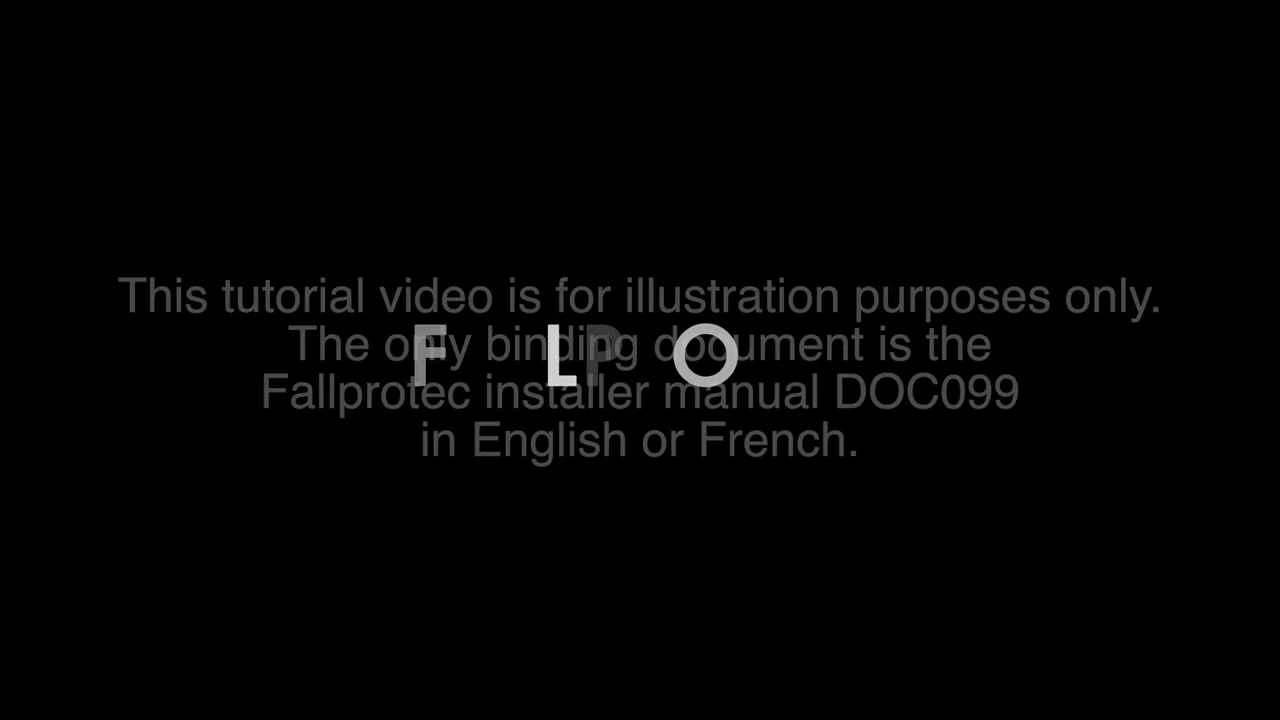 This tutorial video is for illustration purposes only.
The only binding document is the
Fallprotec installer manual DOC099
in English or French.
F L P O